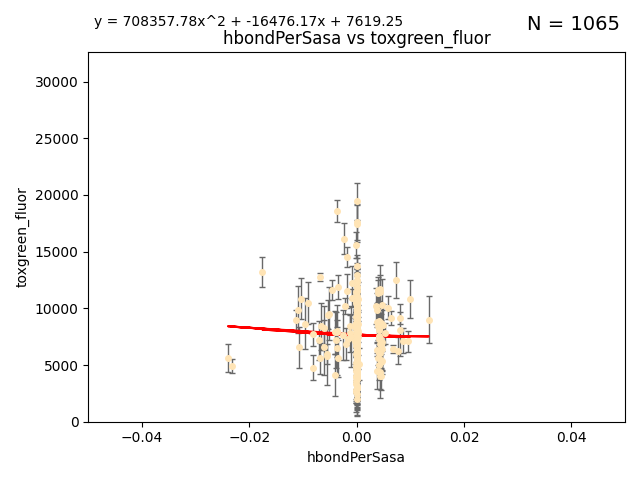 y = 708357.78x^2 + -16476.17x + 7619.25
N = 1065
hbondPerSasa vs toxgreen_fluor
30000
25000
20000
15000
10000
5000
0
toxgreen_fluor
−0.04
−0.02
0.00
0.02
0.04
hbondPerSasa